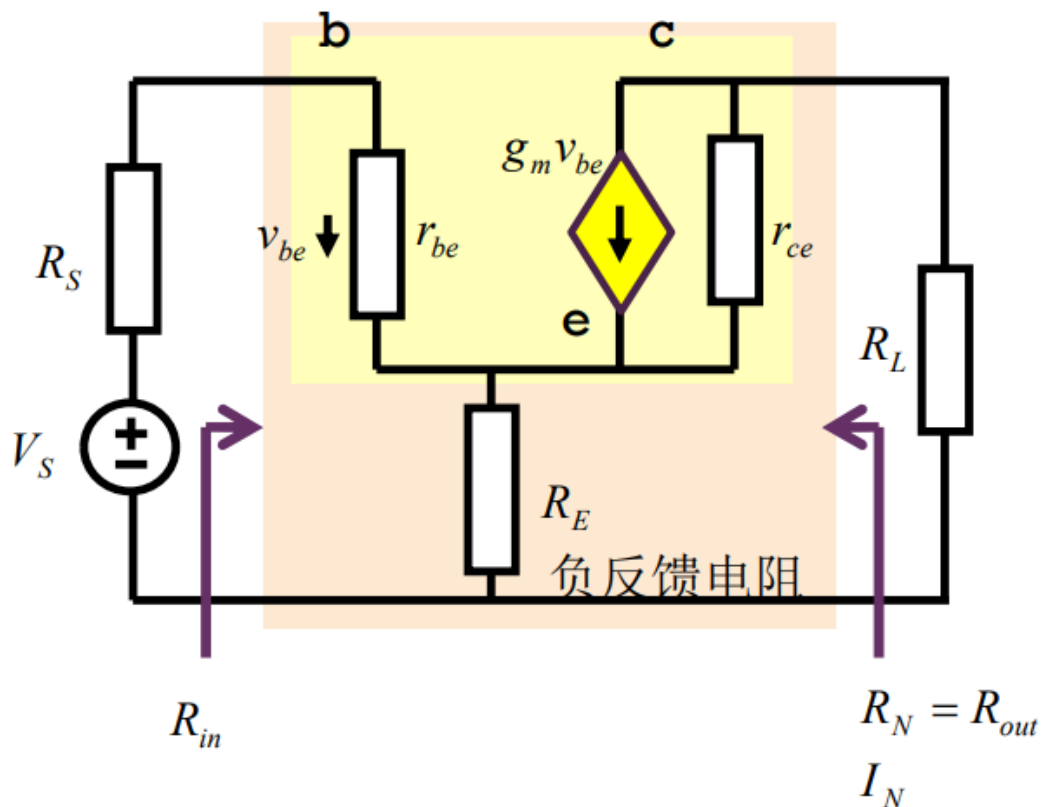 b
c
g_m v_be
v_be
r_be
r_ce
R_S
e
R_L
V_S
R_E
负反馈电阻
R_in
R_N = R_out
I_N